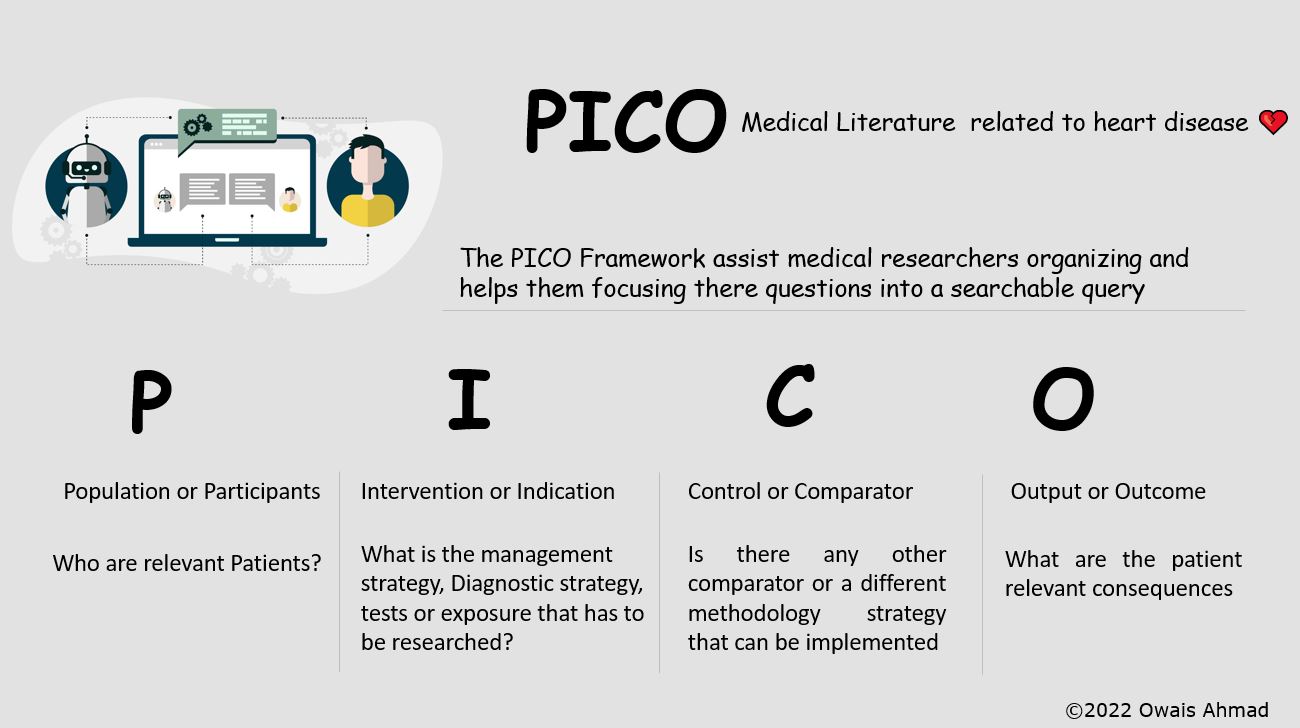 PICO Medical Literature related to heart disease
The PICO Framework assist medical researchers organizing and
helps them focusing there questions into a searchable query
P
I
C
O
Population or Participants
Who are relevant Patients?
Intervention or Indication
What is the management
strategy, Diagnostic strategy,
tests or exposure that has to
be researched?
Control or Comparator
Is there any other
comparator or a different
methodology strategy
that can be implemented
Output or Outcome
What are the patient
relevant consequences
©2022 Owais Ahmad